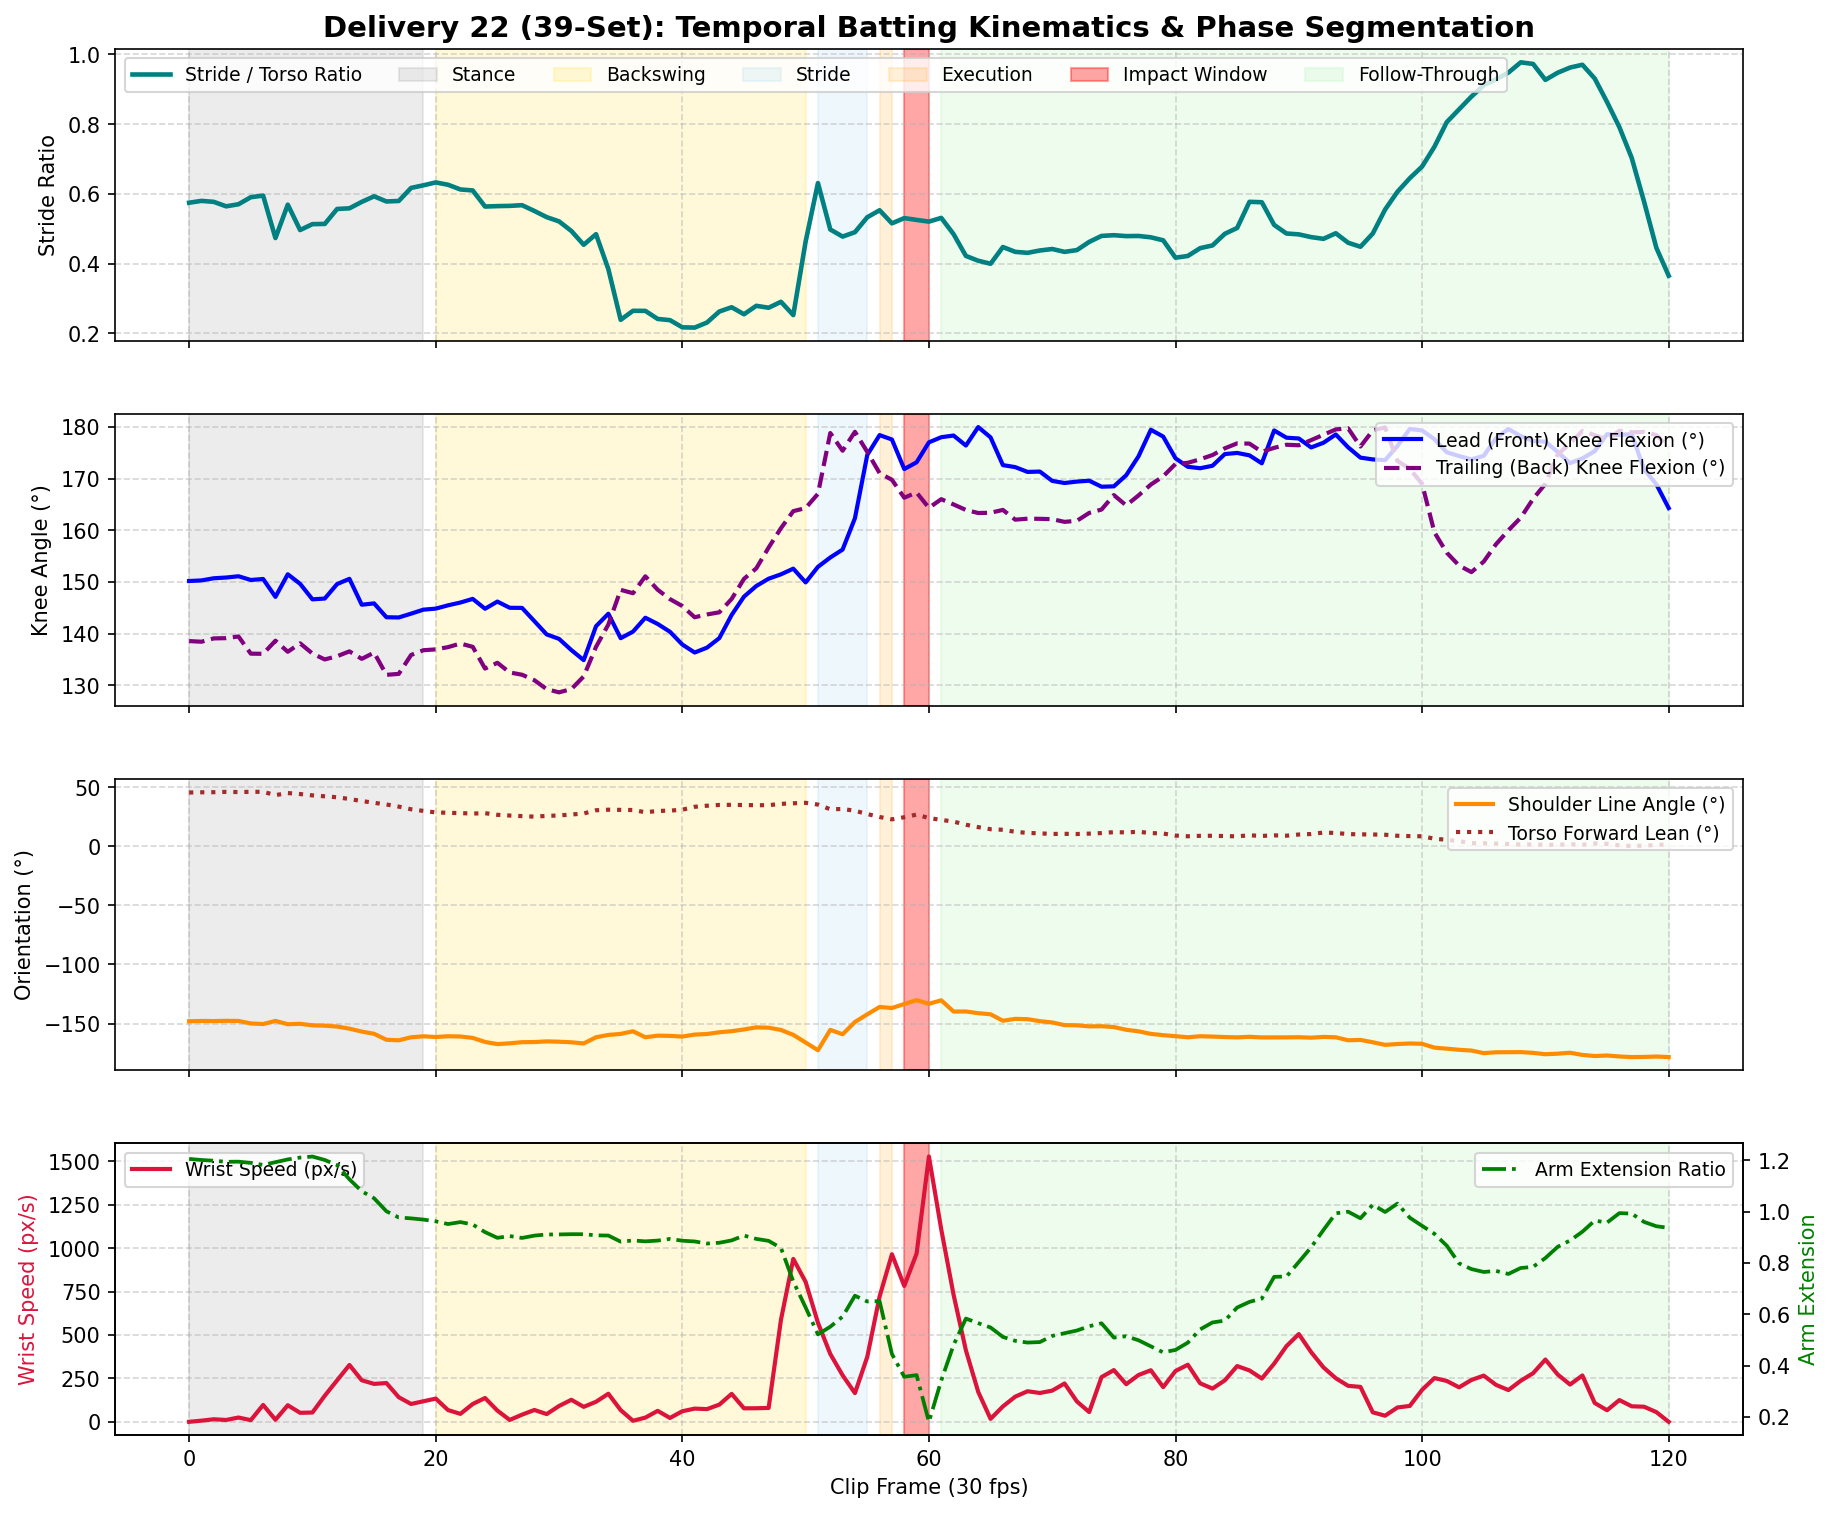 Delivery 22 (39-Set): Temporal Batting Kinematics & Phase Segmentation
Stride / Torso Ratio Stance Backswing Stride Execution Impact Window Follow-Through
Stride Ratio
1.0
0.8
0.6
0.4
0.2
Knee Angle (°)
180
170
160
150
140
130
Lead (Front) Knee Flexion (°)
Trailing (Back) Knee Flexion (°)
Orientation (°)
50
0
−50
−100
−150
Shoulder Line Angle (°)
Torso Forward Lean (°)
Wrist Speed (px/s)
1500
1250
1000
750
500
250
0
Wrist Speed (px/s)
Arm Extension Ratio
1.2
1.0
0.8
0.6
0.4
0.2
Arm Extension
0 20 40 60 80 100 120
Clip Frame (30 fps)